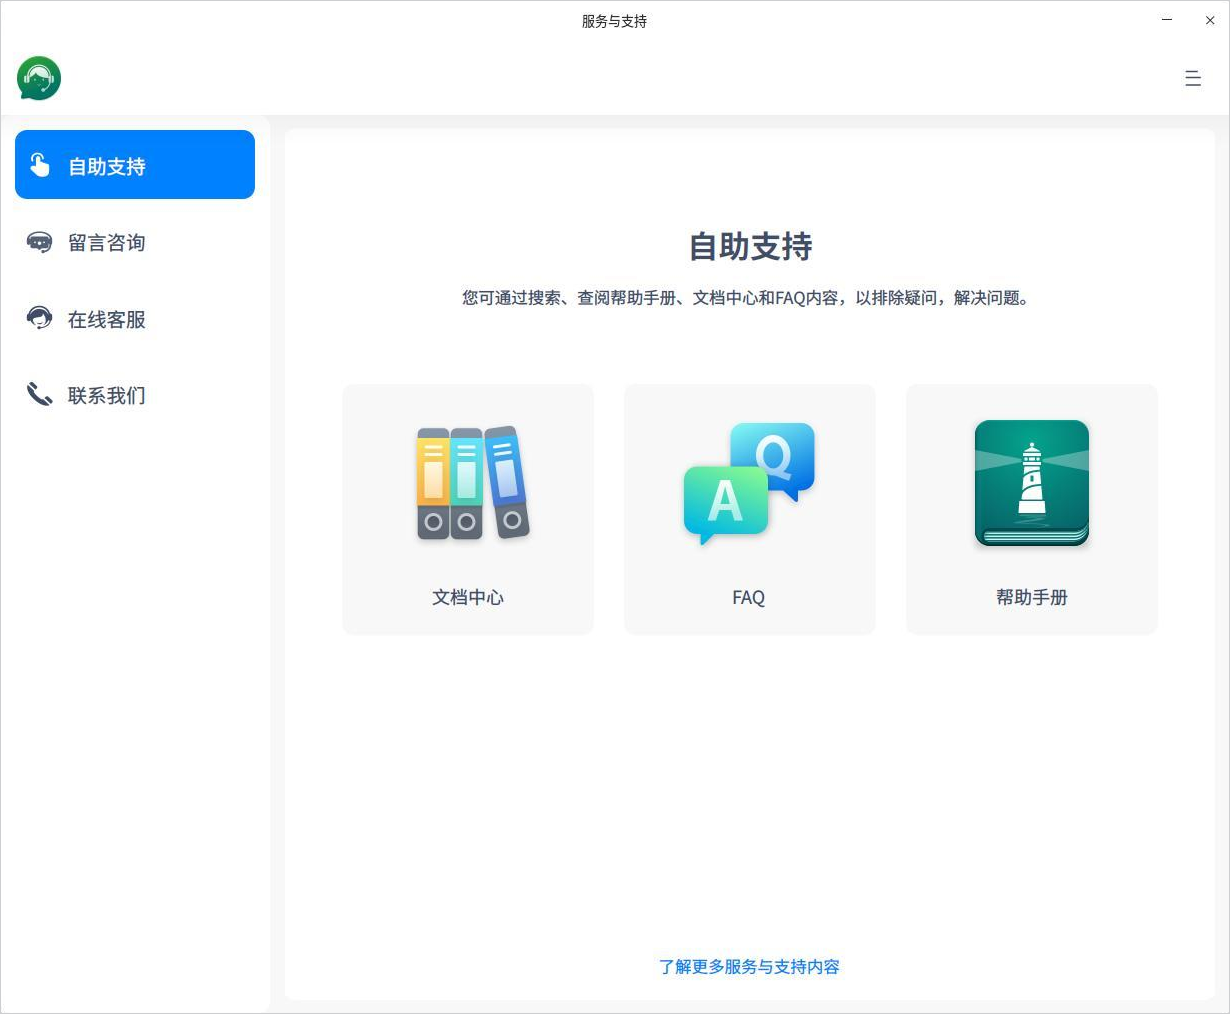 服务与支持
自助支持
留言咨询
在线客服
联系我们
自助支持
您可通过搜索、查阅帮助手册、文档中心和FAQ内容，以排除疑问，解决问题。
Q
A
文档中心
FAQ
帮助手册
了解更多服务与支持内容